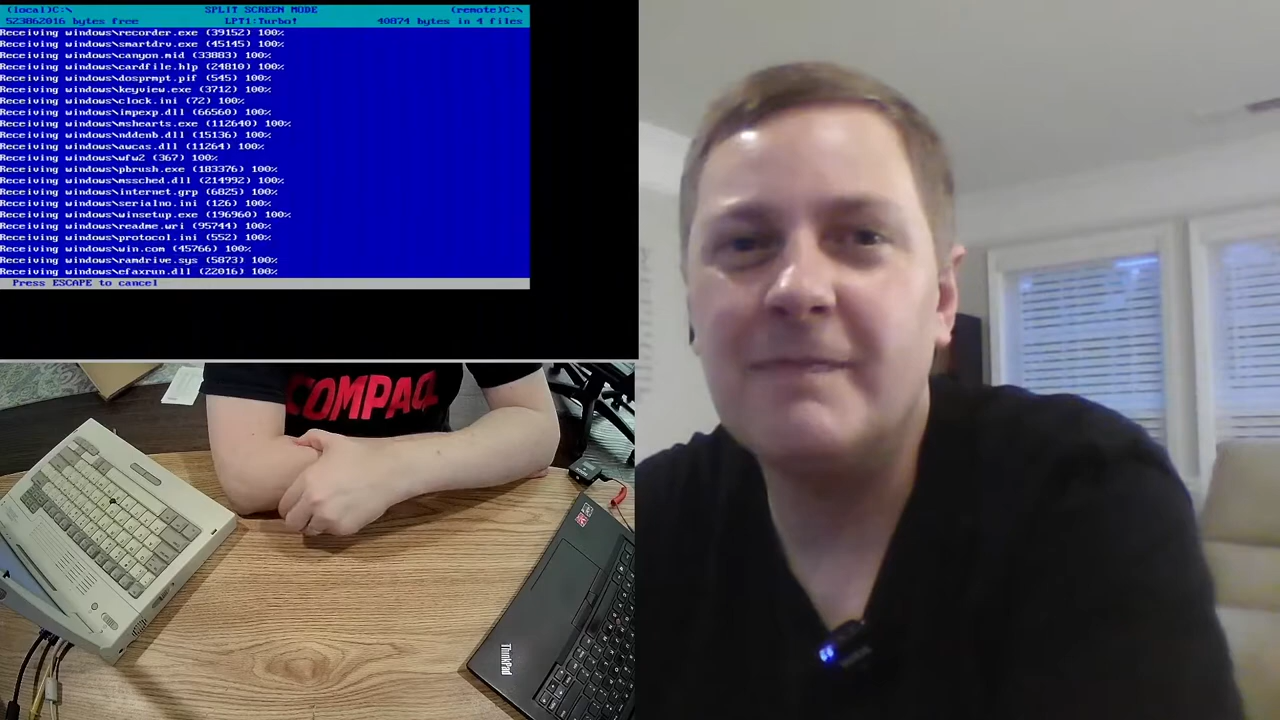 (local)C:\ SPLIT SCREEN MODE (remote)C:\
523862016 bytes free LPT1:Turbo! 40874 bytes in 4 files
Receiving windows\recorder.exe (39152) 100%
Receiving windows\smartdrv.exe (45145) 100%
Receiving windows\canyon.mid (33883) 100%
Receiving windows\cardfile.hlp (24810) 100%
Receiving windows\dosprmpt.pif (545) 100%
Receiving windows\keyview.exe (3712) 100%
Receiving windows\clock.ini (72) 100%
Receiving windows\impexp.dll (66560) 100%
Receiving windows\mshearts.exe (112640) 100%
Receiving windows\nddenb.dll (15136) 100%
Receiving windows\awcas.dll (11264) 100%
Receiving windows\wfw2 (367) 100%
Receiving windows\pbrush.exe (183376) 100%
Receiving windows\mssched.dll (214992) 100%
Receiving windows\internet.grp (6825) 100%
Receiving windows\serialno.ini (126) 100%
Receiving windows\winsetup.exe (196960) 100%
Receiving windows\readme.wri (95744) 100%
Receiving windows\protocol.ini (552) 100%
Receiving windows\win.com (45766) 100%
Receiving windows\ramdrive.sys (5873) 100%
Receiving windows\efaxrun.dll (22016) 100%
Press ESCAPE to cancel
COMPAQ
ThinkPad